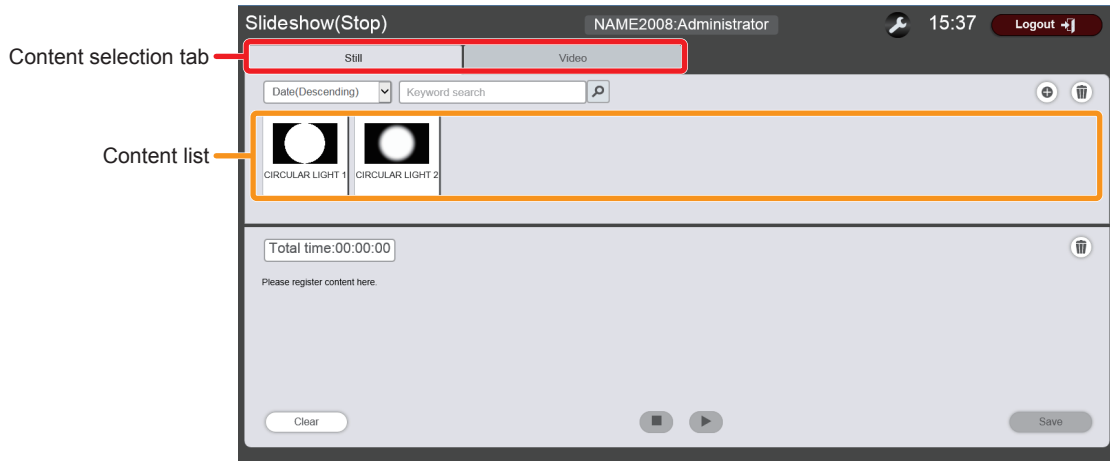 Slideshow(Stop)
NAME2008:Administrator
15:37
Logout
Content selection tab
Still
Video
Date(Descending)
Keyword search
Content list
CIRCULAR LIGHT 1
CIRCULAR LIGHT 2
Total time:00:00:00
Please register content here.
Clear
Save